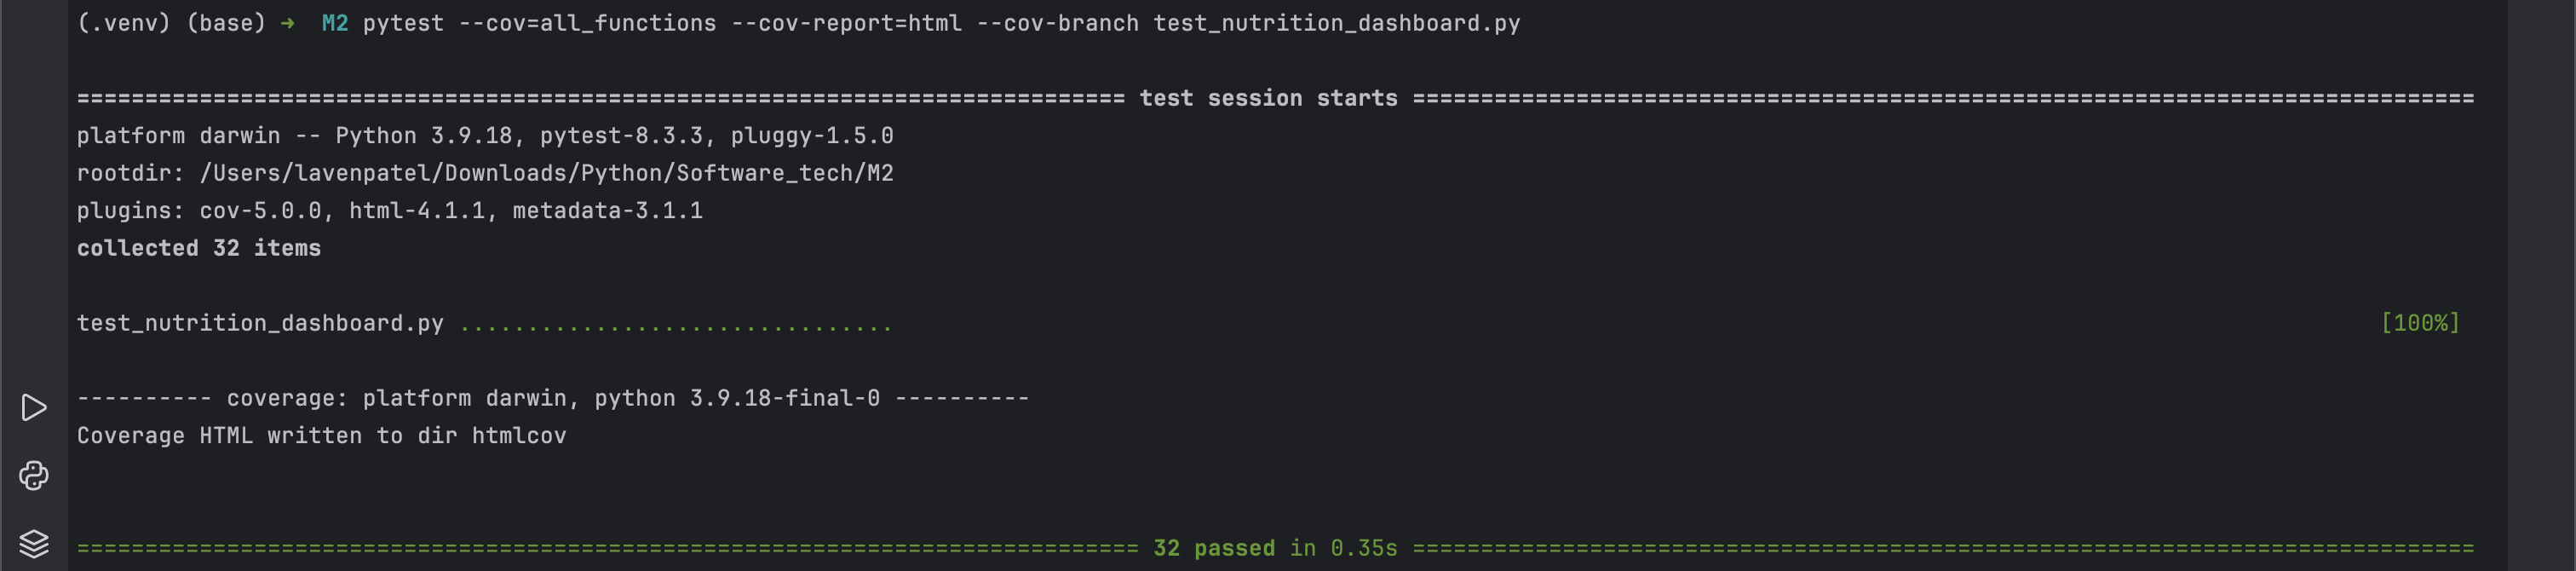 (.venv) (base) → M2 pytest --cov=all_functions --cov-report=html --cov-branch test_nutrition_dashboard.py
============================================================================= test session starts ==============================================================================
platform darwin -- Python 3.9.18, pytest-8.3.3, pluggy-1.5.0
rootdir: /Users/lavenpatel/Downloads/Python/Software_tech/M2
plugins: cov-5.0.0, html-4.1.1, metadata-3.1.1
collected 32 items
test_nutrition_dashboard.py ................................ [100%]
---------- coverage: platform darwin, python 3.9.18-final-0 ----------
Coverage HTML written to dir htmlcov
============================================================================== 32 passed in 0.35s ==============================================================================